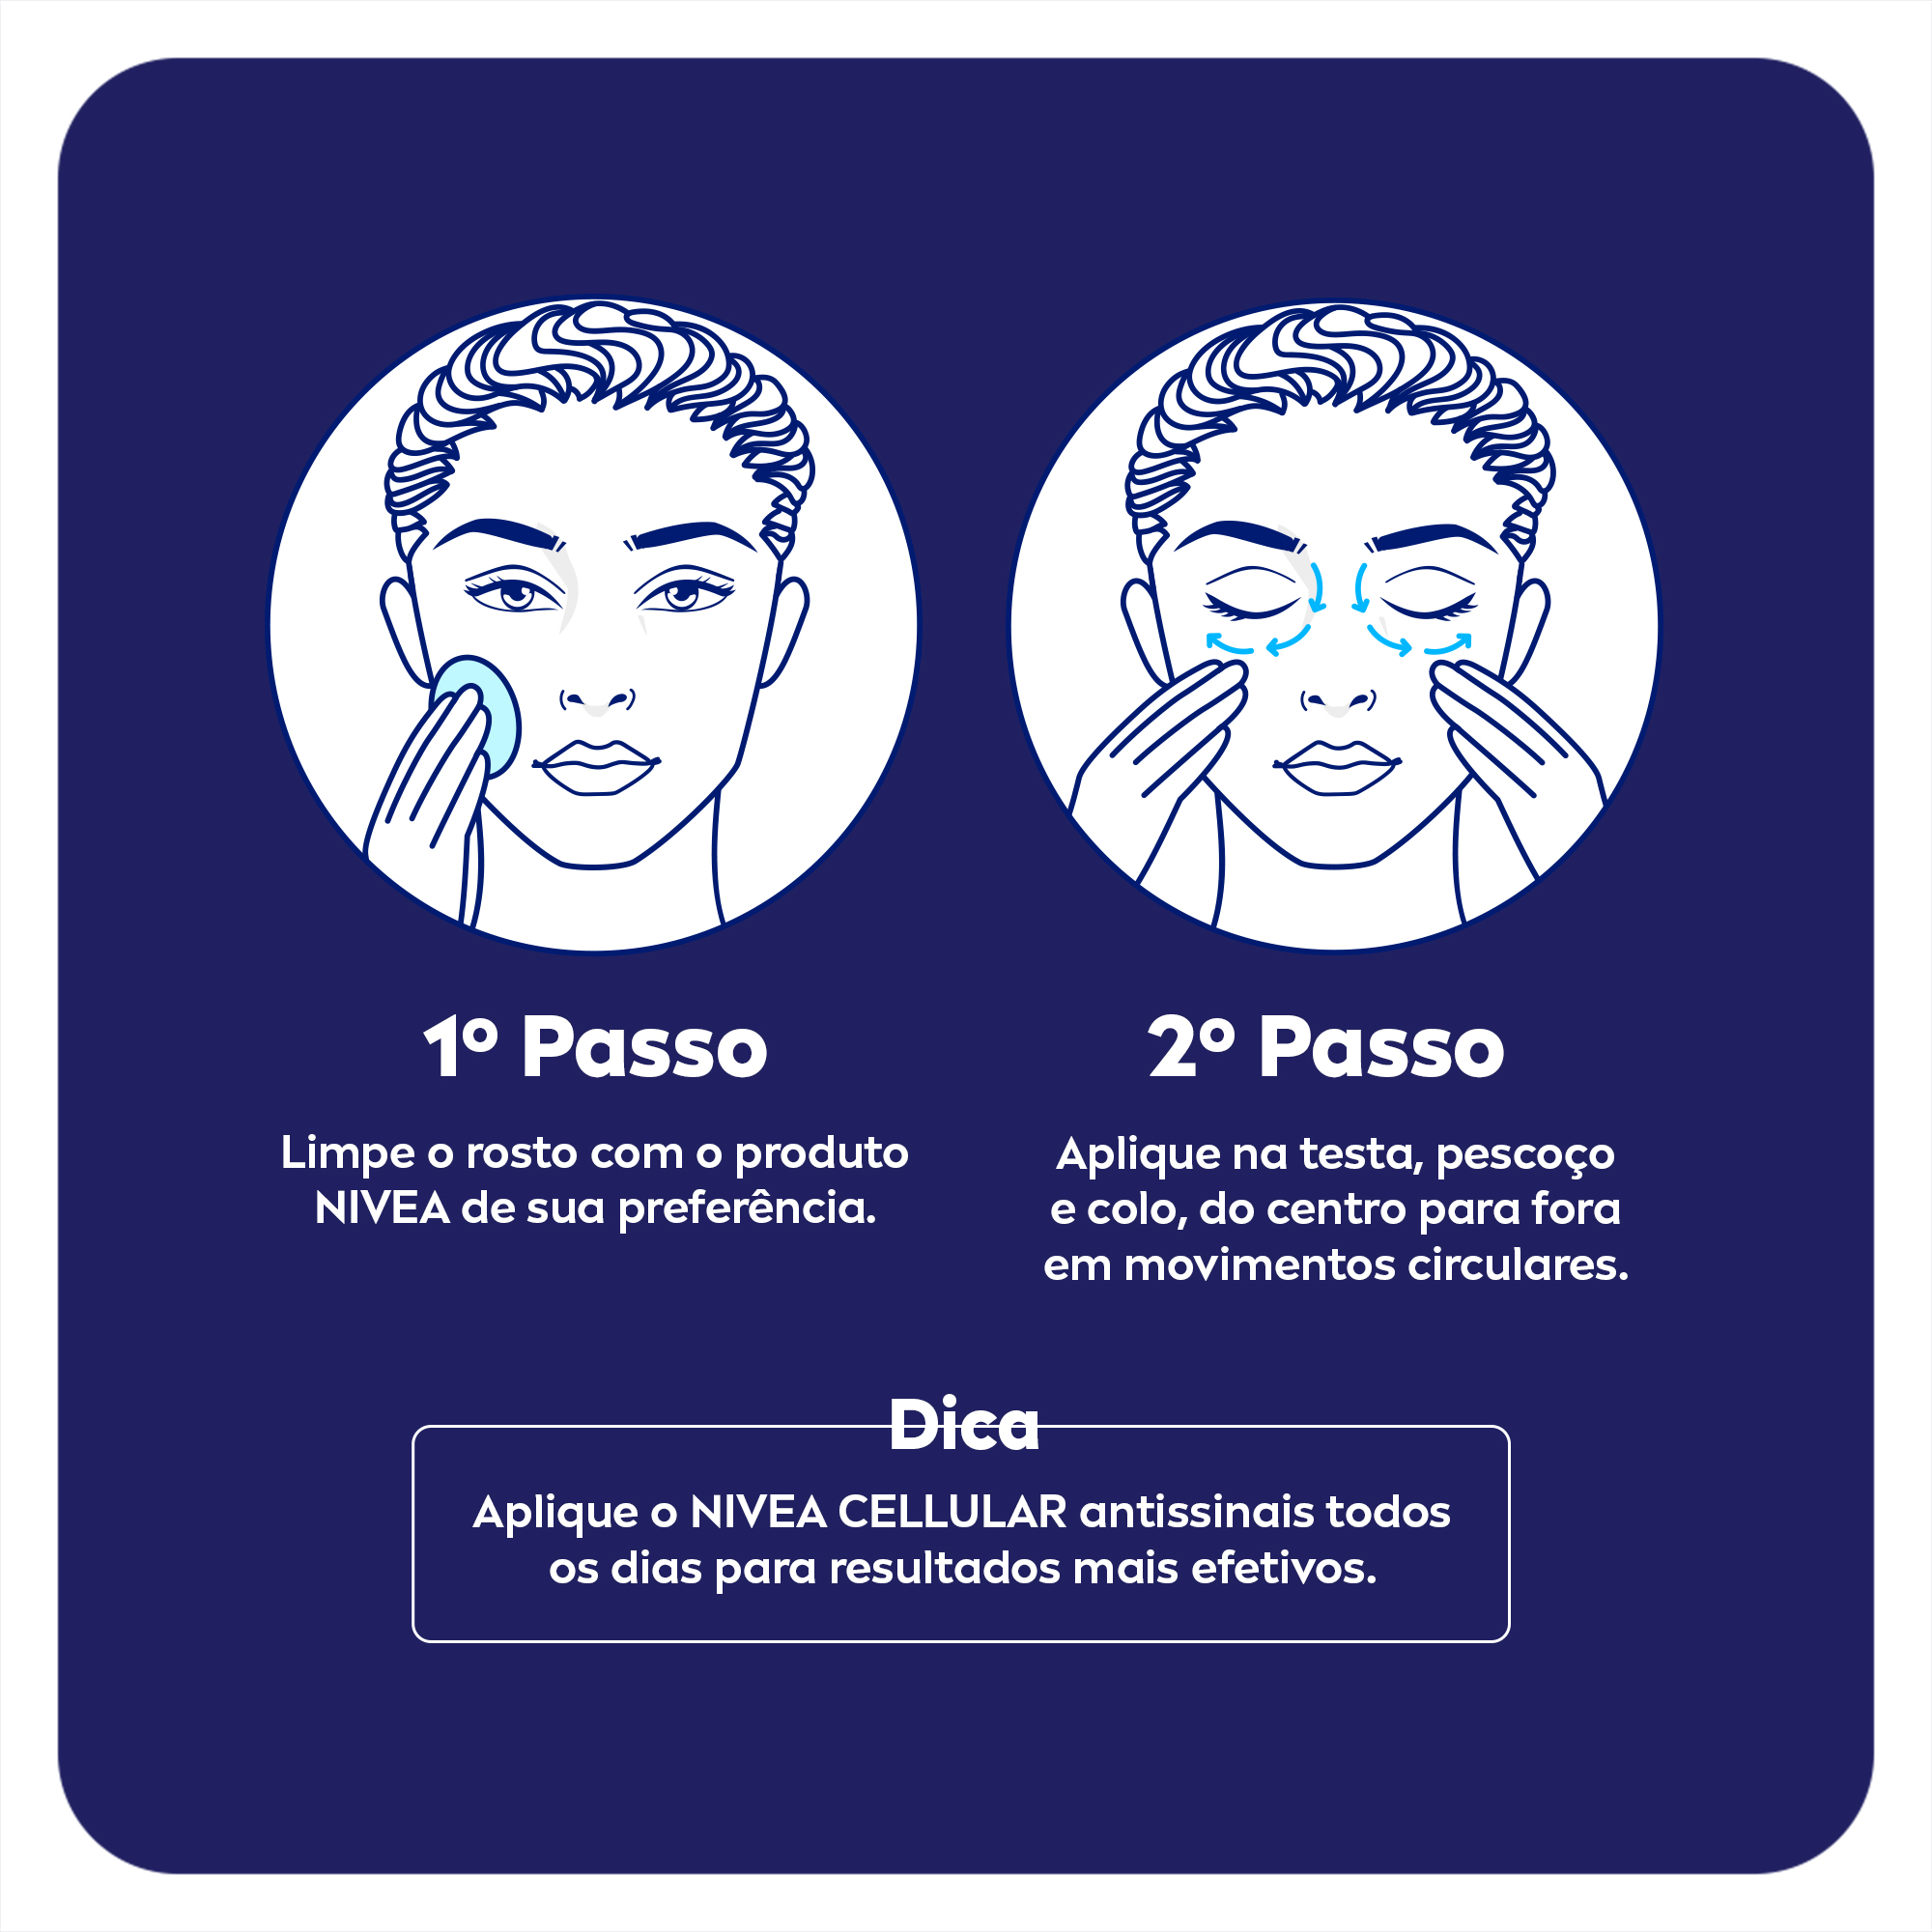 1º Passo
Limpe o rosto com o produto
NIVEA de sua preferência.
2º Passo
Aplique na testa, pescoço
e colo, do centro para fora
em movimentos circulares.
Dica
Aplique o NIVEA CELLULAR antissinais todos
os dias para resultados mais efetivos.